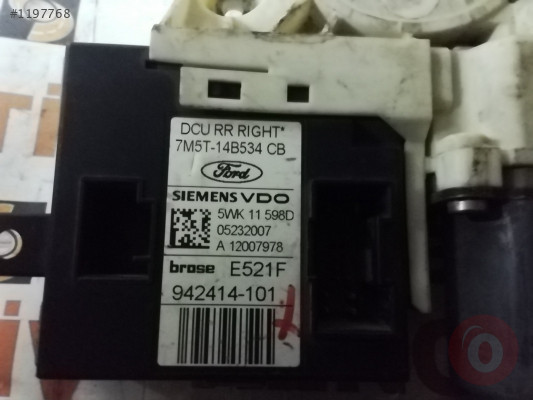 #1197768
DCU RR RIGHT*
7M5T-14B534 CB
Ford
SIEMENS VDO
5WK 11 598D
05232007
A 12007978
brose E521F
942414-101